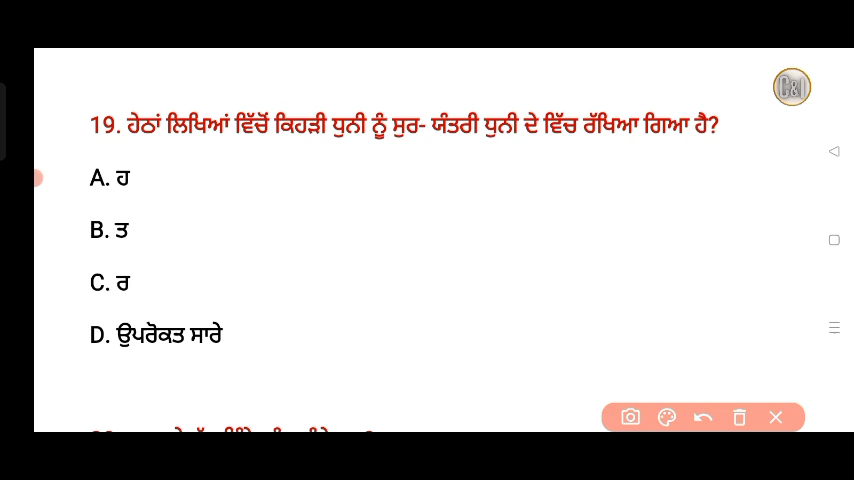 C&I
19. ਹੇਠਾਂ ਲਿਖਿਆਂ ਵਿੱਚੋਂ ਕਿਹੜੀ ਧੁਨੀ ਨੂੰ ਸੁਰ- ਯੰਤਰੀ ਧੁਨੀ ਦੇ ਵਿੱਚ ਰੱਖਿਆ ਗਿਆ ਹੈ?
A. ਹ
B. ਤ
C. ਰ
D. ਉਪਰੋਕਤ ਸਾਰੇ